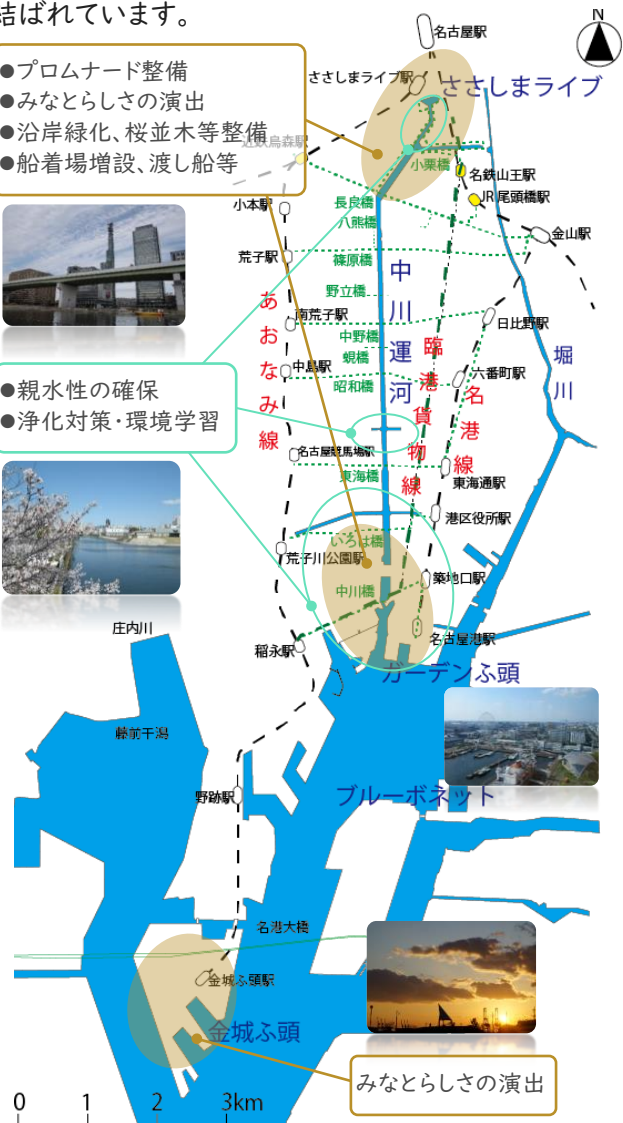 結ばれています。
N
名古屋駅
●プロムナード整備
●みなとらしさの演出
●沿岸緑化、桜並木等整備
●船着場増設、渡し船等
ささしまライブ駅
ささしまライブ
近鉄烏森駅
小栗橋
名鉄山王駅
JR尾頭橋駅
小本駅
長良橋
八熊橋
金山駅
荒子駅
篠原橋
中川運河
野立橋
あおなみ線
南荒子駅
日比野駅
中野橋
臨港貨物線
蜆橋
堀川
中島駅
六番町駅
昭和橋
名港線
●親水性の確保
●浄化対策・環境学習
名古屋競馬場駅
東海橋
東海通駅
港区役所駅
いろは橋
荒子川公園駅
築地口駅
中川橋
名古屋港駅
庄内川
稲永駅
ガーデンふ頭
藤前干潟
野跡駅
ブルーボネット
名港大橋
金城ふ頭駅
金城ふ頭
みなとらしさの演出
0 1 2 3km